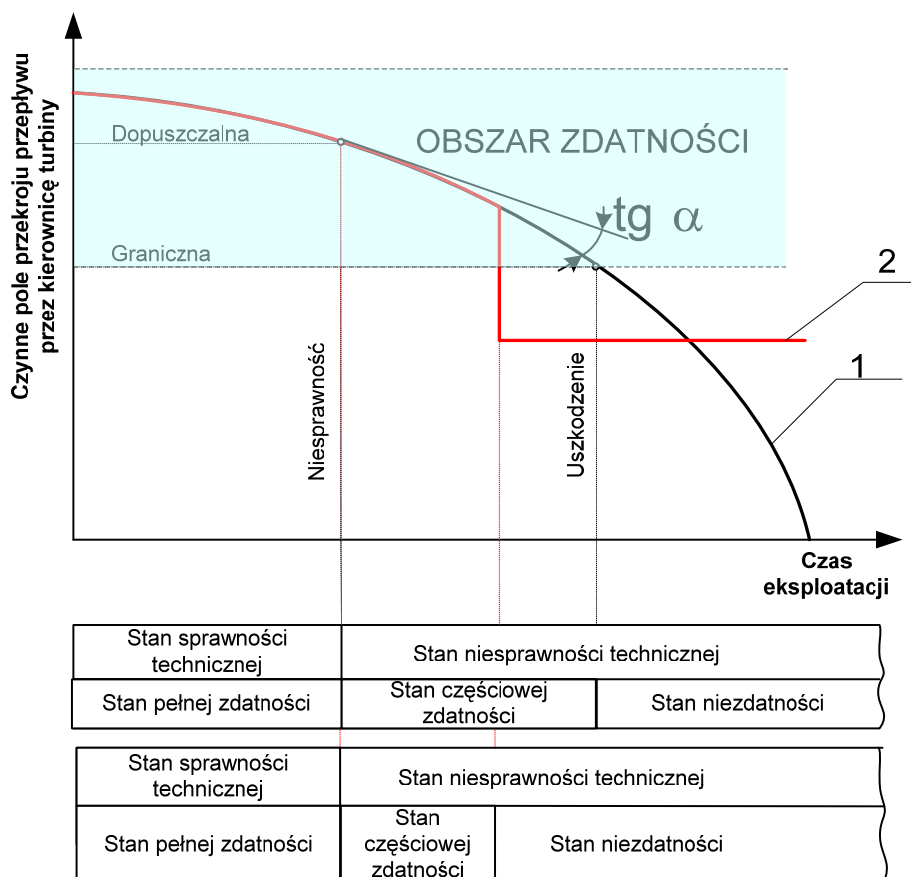 Czynne pole przekroju przepływu
przez kierownicę turbiny
Dopuszczalna
OBSZAR ZDATNOŚCI
tg α
Graniczna
2
1
Niesprawność
Uszkodzenie
Czas
eksploatacji
Stan sprawności
technicznej
Stan niesprawności technicznej
Stan pełnej zdatności
Stan częściowej
zdatności
Stan niezdatności
Stan sprawności
technicznej
Stan niesprawności technicznej
Stan pełnej zdatności
Stan
częściowej
zdatności
Stan niezdatności